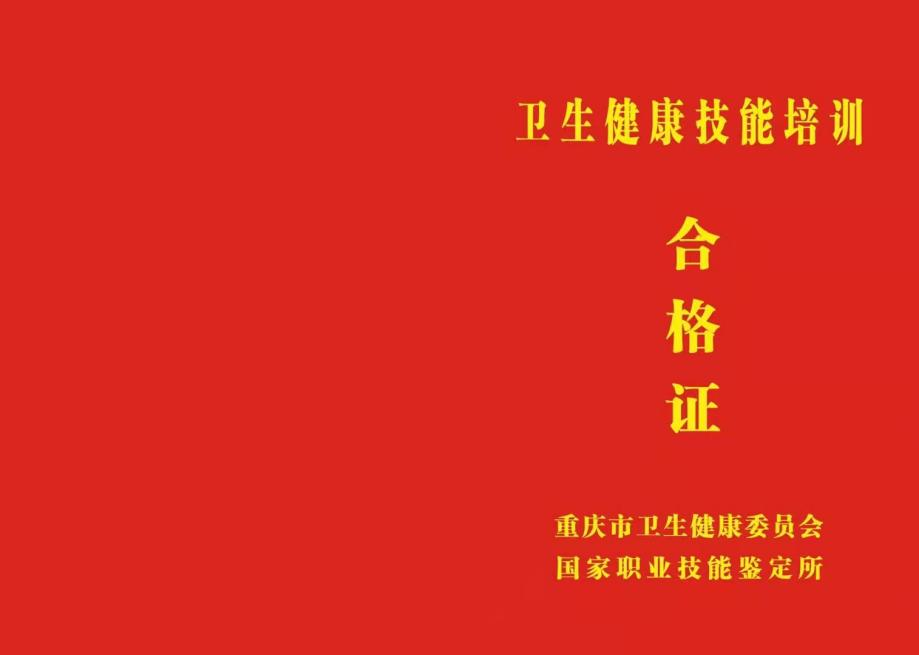 卫生健康技能培训
合
格
证
重庆市卫生健康委员会
国家职业技能鉴定所